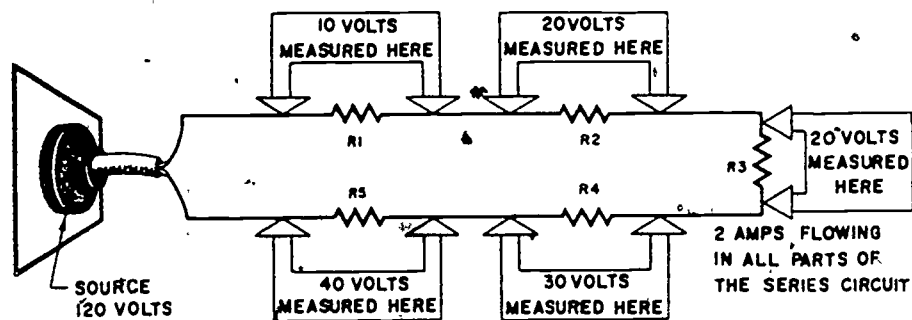 10 VOLTS
MEASURED HERE
20 VOLTS
MEASURED HERE
R1
R2
R3
20 VOLTS
MEASURED
HERE
R5
R4
2 AMPS FLOWING
IN ALL PARTS OF
THE SERIES CIRCUIT
SOURCE
120 VOLTS
40 VOLTS
MEASURED HERE
30 VOLTS
MEASURED HERE